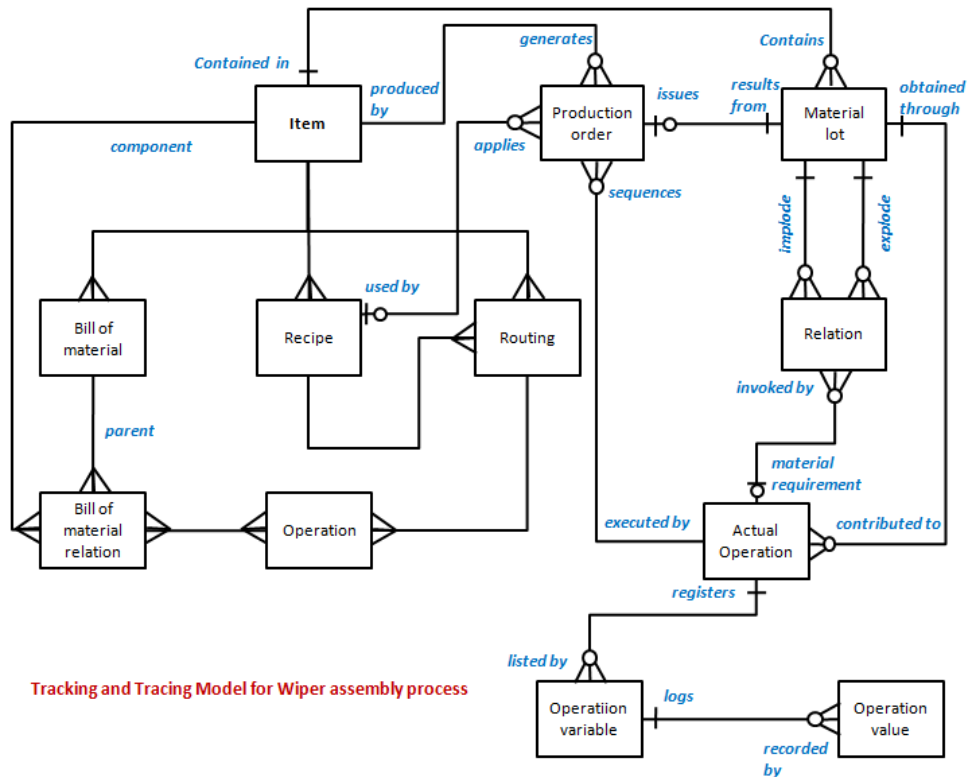 generates
Contained in
Contains
produced
by
issues
results
from
obtained
through
Item
Production
order
Material
lot
component
applies
sequences
implode
explode
used by
Bill of
material
Recipe
Routing
Relation
invoked by
parent
material
requirement
Bill of
material
relation
Operation
executed by
Actual
Operation
contributed to
registers
listed by
Tracking and Tracing Model for Wiper assembly process
Operatiion
variable
logs
Operation
value
recorded
by